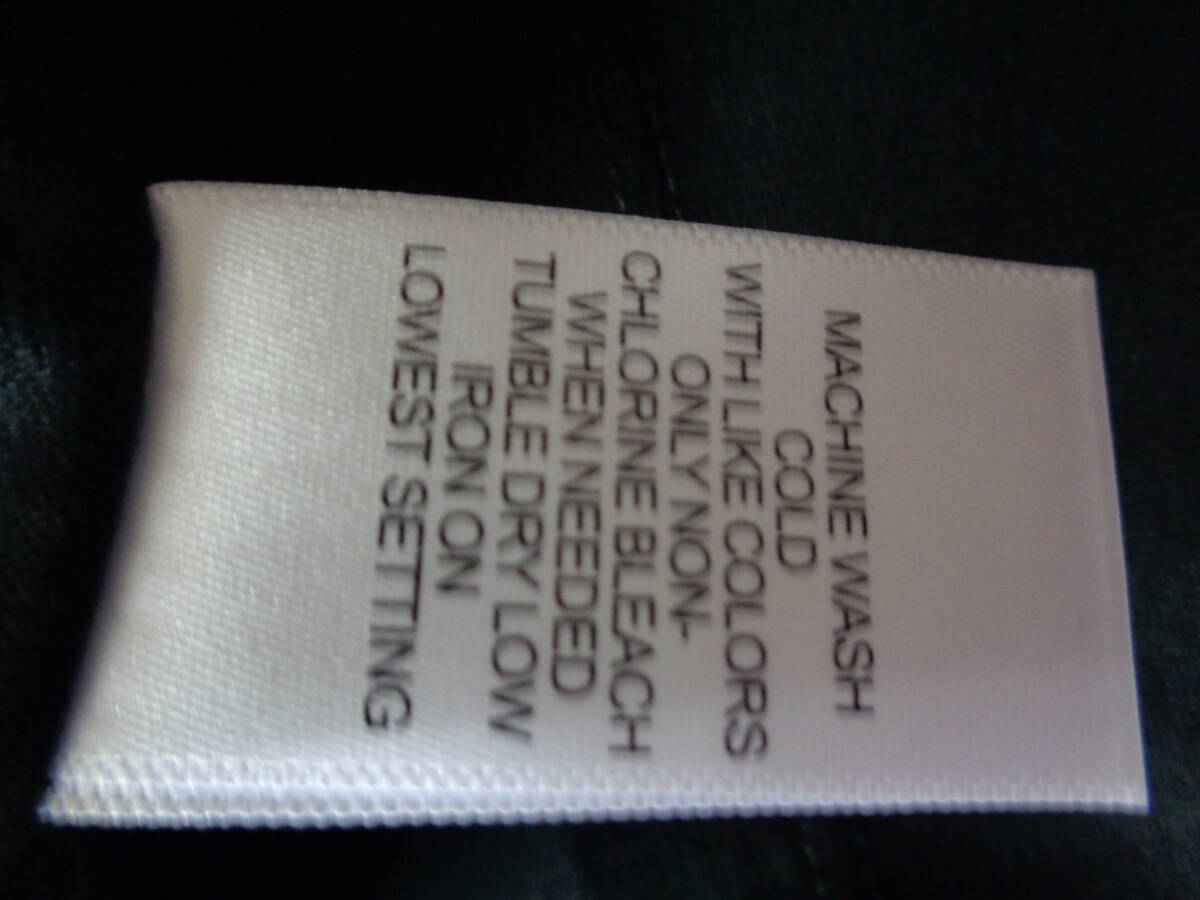 MACHINE WASH
COLD
WITH LIKE COLORS
ONLY NON-
CHLORINE BLEACH
WHEN NEEDED
TUMBLE DRY LOW
IRON ON
LOWEST SETTING